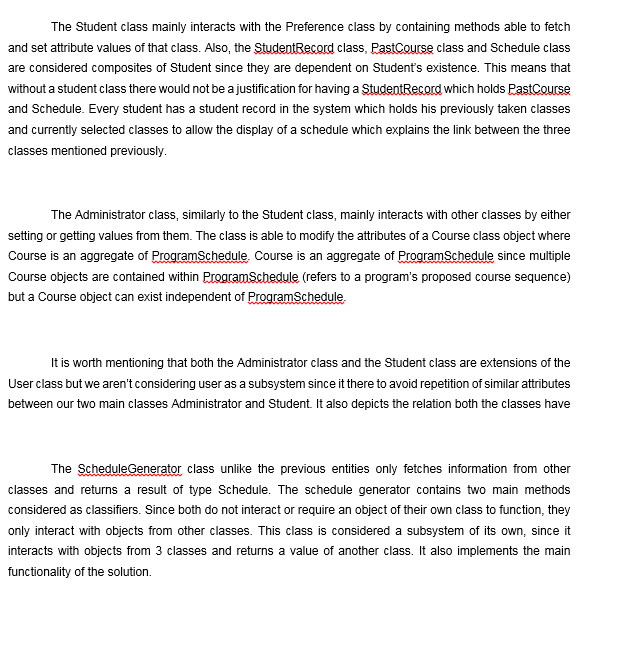 The Student class mainly interacts with the Preference class by containing methods able to fetch
and set attribute values of that class. Also, the StudentRecord class, PastCourse class and Schedule class
are considered composites of Student since they are dependent on Student's existence. This means that
without a student class there would not be a justification for having a StudentRecord which holds PastCourse
and Schedule. Every student has a student record in the system which holds his previously taken classes
and currently selected classes to allow the display of a schedule which explains the link between the three
classes mentioned previously.
The Administrator class, similarly to the Student class, mainly interacts with other classes by either
setting or getting values from them. The class is able to modify the attributes of a Course class object where
Course is an aggregate of ProgramSchedule. Course is an aggregate of ProgramSchedule since multiple
Course objects are contained within ProgramSchedule (refers to a program's proposed course sequence)
but a Course object can exist independent of ProgramSchedule.
It is worth mentioning that both the Administrator class and the Student class are extensions of the
User class but we aren't considering user as a subsystem since it there to avoid repetition of similar attributes
between our two main classes Administrator and Student. It also depicts the relation both the classes have
The ScheduleGenerator class unlike the previous entities only fetches information from other
classes and returns a result of type Schedule. The schedule generator contains two main methods
considered as classifiers. Since both do not interact or require an object of their own class to function, they
only interact with objects from other classes. This class is considered a subsystem of its own, since it
interacts with objects from 3 classes and returns a value of another class. It also implements the main
functionality of the solution.